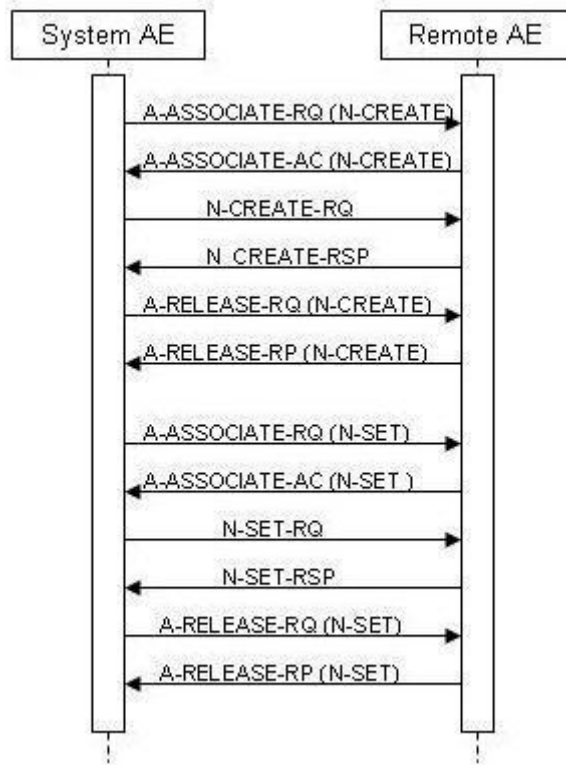 System AE
Remote AE
A-ASSOCIATE-RQ (N-CREATE)
A-ASSOCIATE-AC (N-CREATE)
N-CREATE-RQ
N CREATE-RSP
A-RELEASE-RQ (N-CREATE)
A-RELEASE-RP (N-CREATE)
A-ASSOCIATE-RQ (N-SET)
A-ASSOCIATE-AC (N-SET )
N-SET-RQ
N-SET-RSP
A-RELEASE-RQ (N-SET)
A-RELEASE-RP (N-SET)